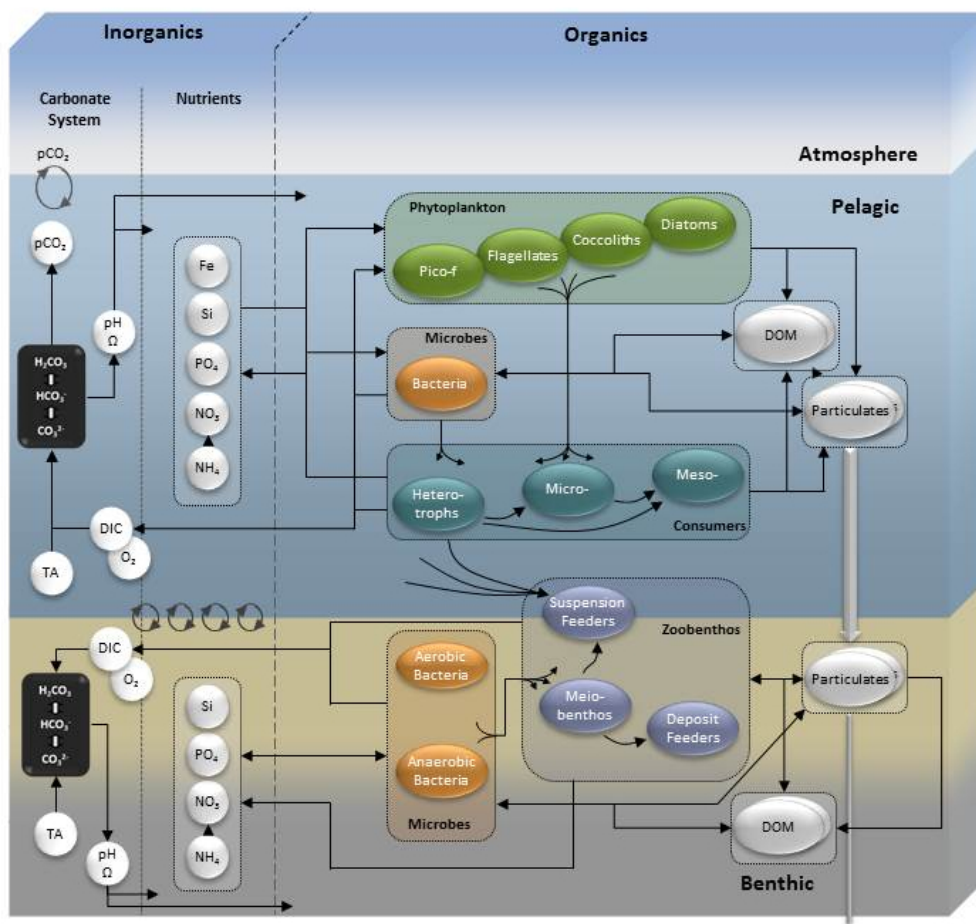 Inorganics
Organics
Carbonate
System
Nutrients
pCO₂
Atmosphere
Pelagic
pCO₂
pH
Ω
H₂CO₃
HCO₃⁻
CO₃²⁻
TA
DIC
O₂
Fe
Si
PO₄
NO₃
NH₄
Phytoplankton
Pico-f
Flagellates
Coccoliths
Diatoms
Microbes
Bacteria
DOM
Particulates
Hetero-
trophs
Micro-
Meso-
Consumers
DIC
O₂
H₂CO₃
HCO₃⁻
CO₃²⁻
TA
pH
Ω
Si
PO₄
NO₃
NH₄
Aerobic
Bacteria
Anaerobic
Bacteria
Microbes
Suspension
Feeders
Zoobenthos
Meio-
benthos
Deposit
Feeders
Particulates
DOM
Benthic